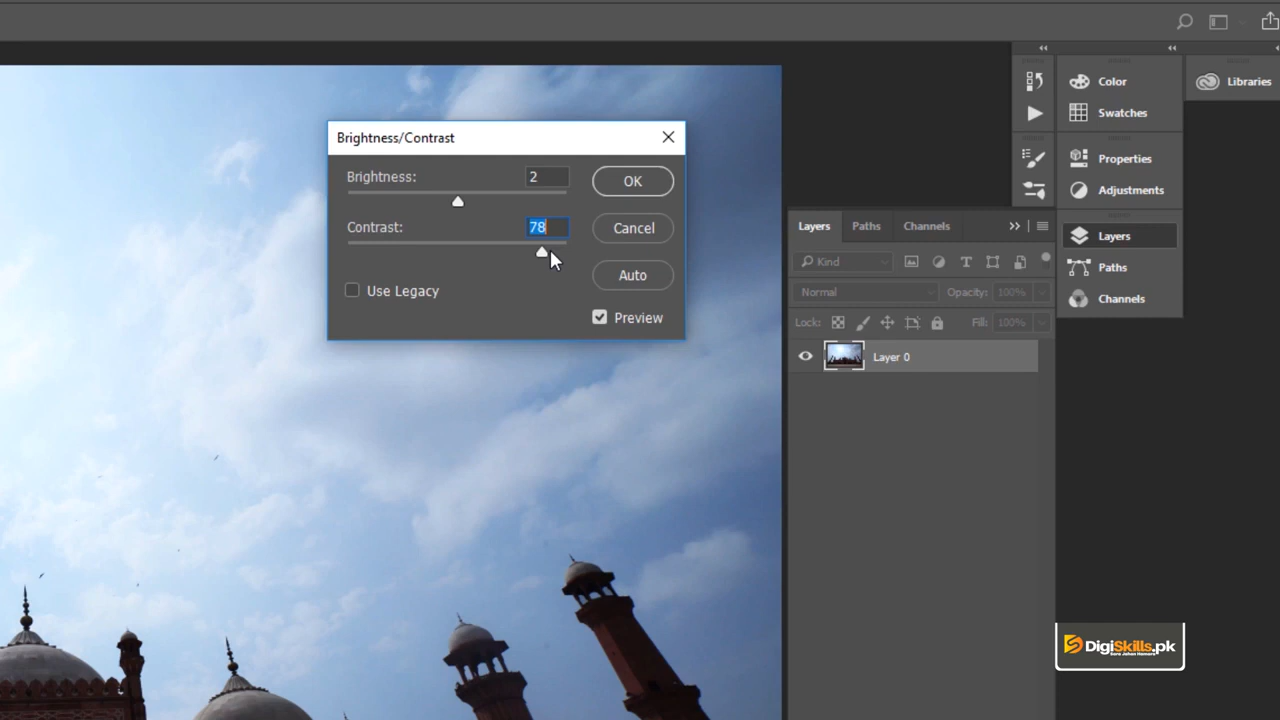 Brightness/Contrast
Brightness: 2
OK
Contrast: 78
Cancel
Auto
Use Legacy
Preview
Color
Swatches
Libraries
Properties
Adjustments
Layers
Paths
Channels
Layers Paths Channels
Kind
Normal Opacity: 100%
Lock: Fill: 100%
Layer 0
DigiSkills.pk